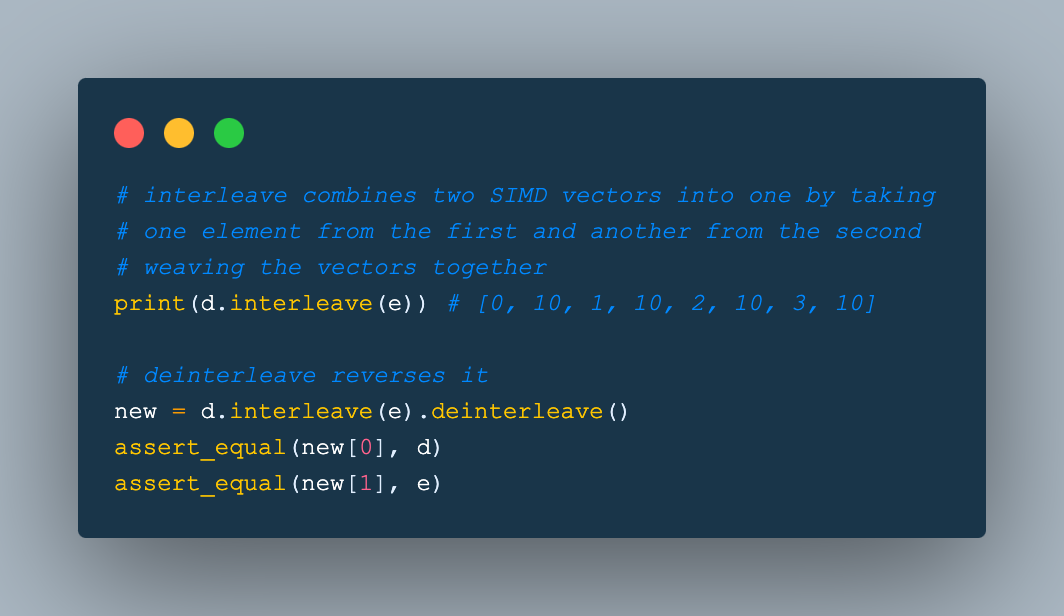 # interleave combines two SIMD vectors into one by taking
# one element from the first and another from the second
# weaving the vectors together
print(d.interleave(e)) # [0, 10, 1, 10, 2, 10, 3, 10]

# deinterleave reverses it
new = d.interleave(e).deinterleave()
assert_equal(new[0], d)
assert_equal(new[1], e)